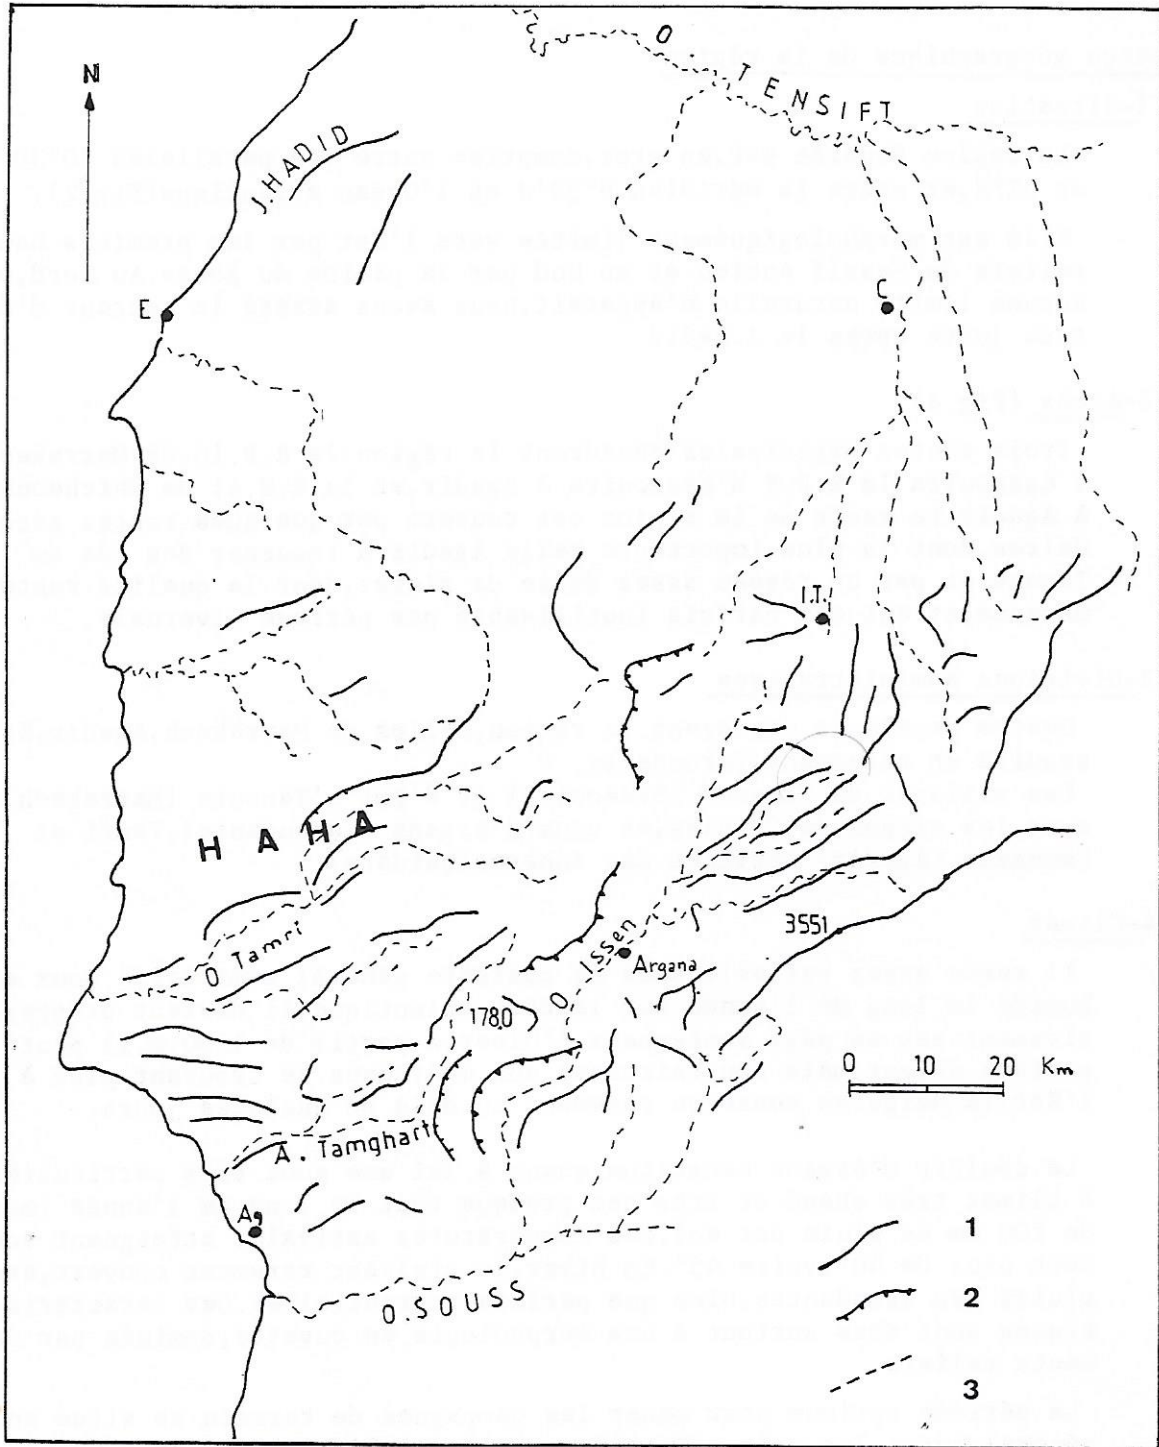 N
O
TENSIFT
J.HADID
E
C
I.T.
H A H A
O Tamri
O Issen
3551
Argana
1780
A. Tamghart
Ag
O.SOUSS
0 10 20 Km
1
2
3